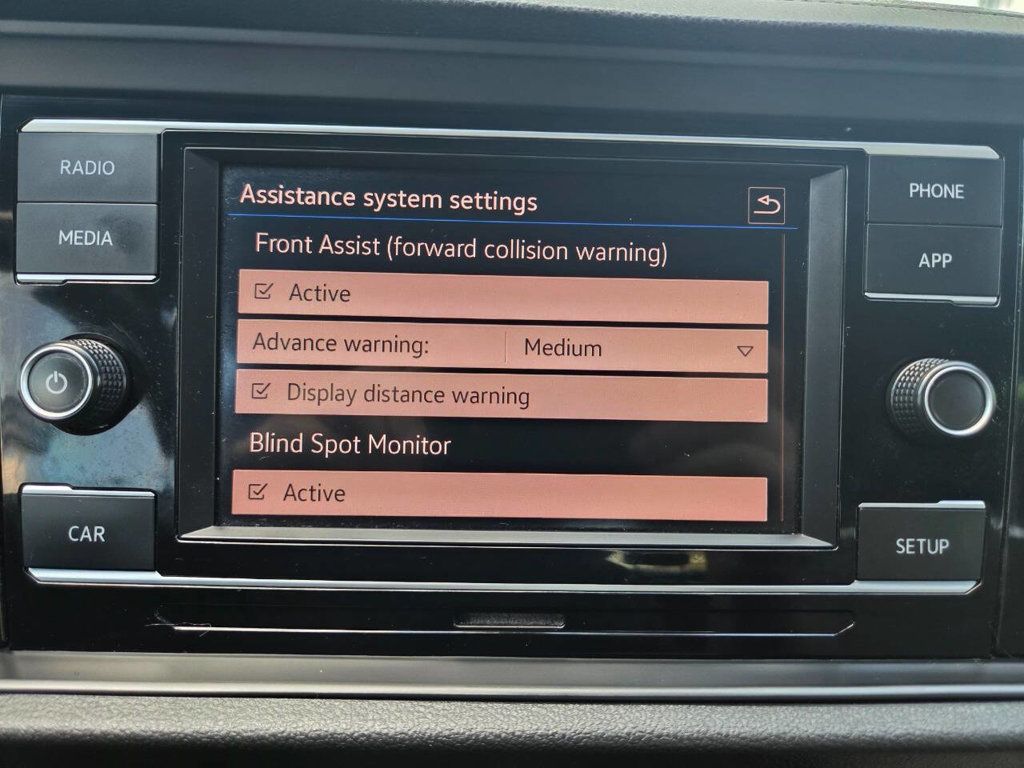 RADIO
MEDIA
CAR
Assistance system settings
Front Assist (forward collision warning)
Active
Advance warning: Medium
Display distance warning
Blind Spot Monitor
Active
PHONE
APP
SETUP